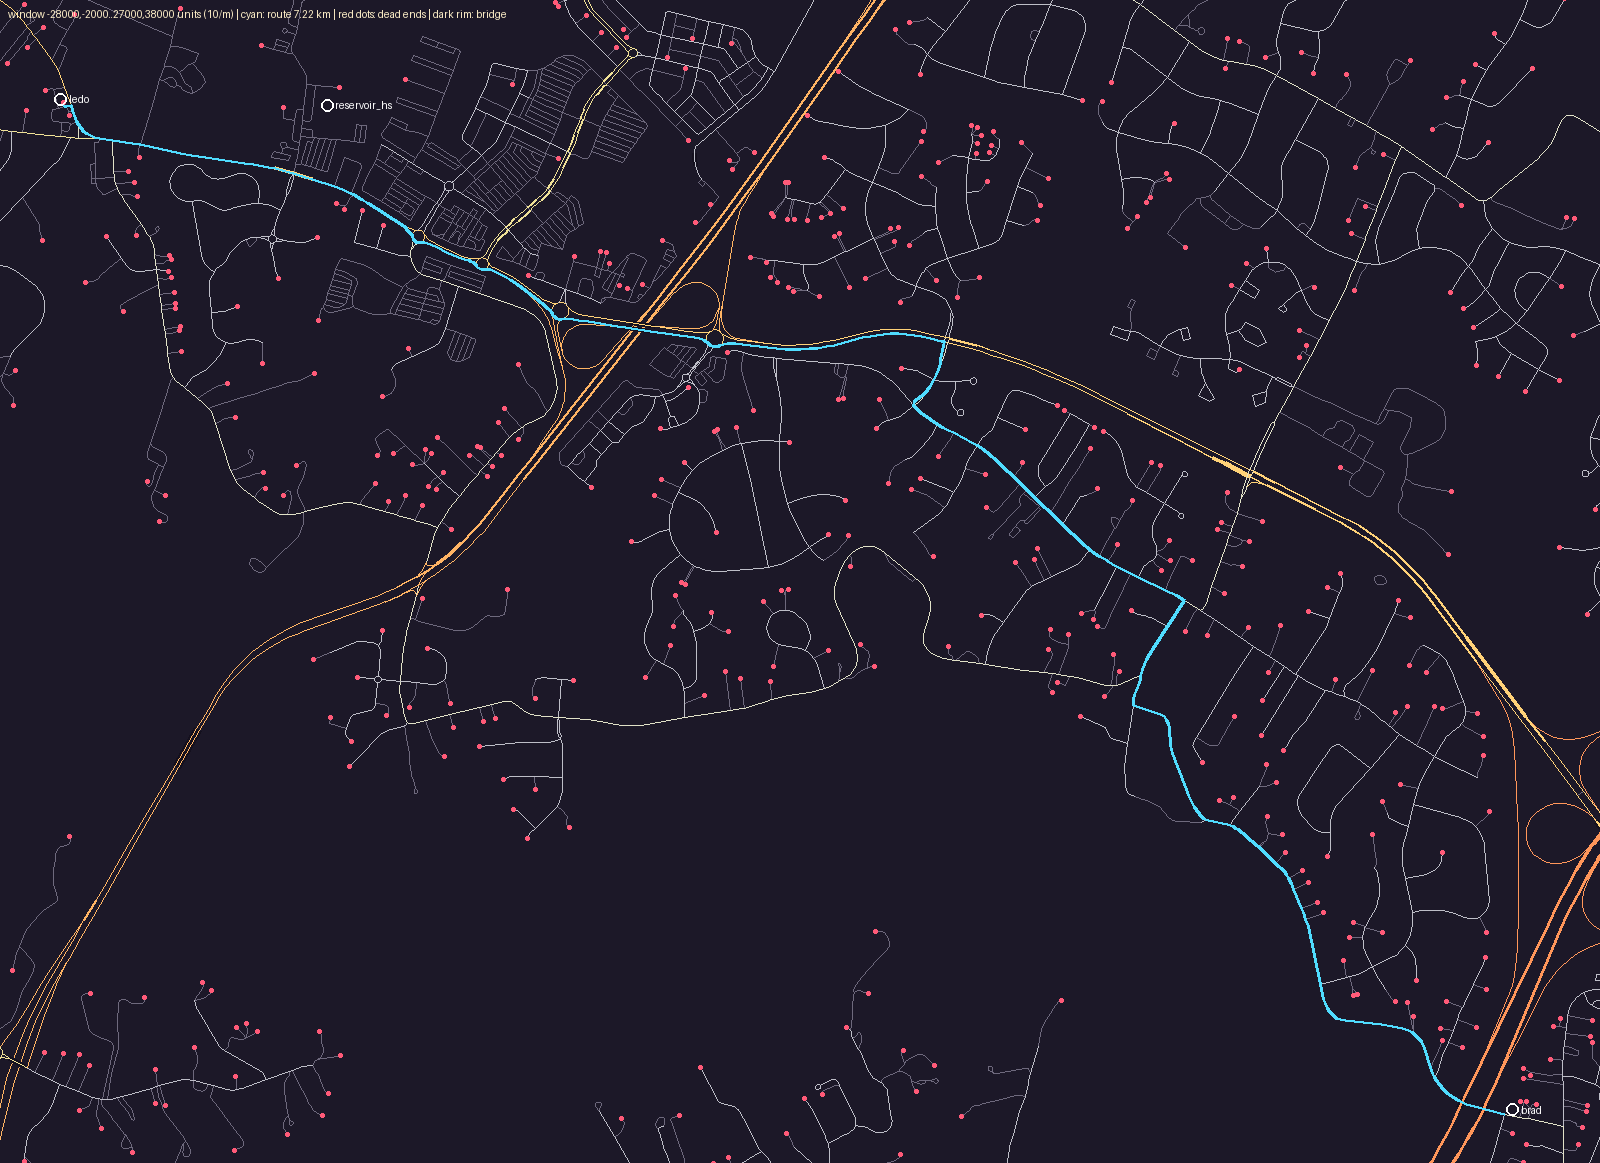 window -28000,-2000..27000,38000 units (10/m) | cyan: route 7.22 km | red dots: dead ends | dark rim: bridge
ledo
reservoir_hs
brad